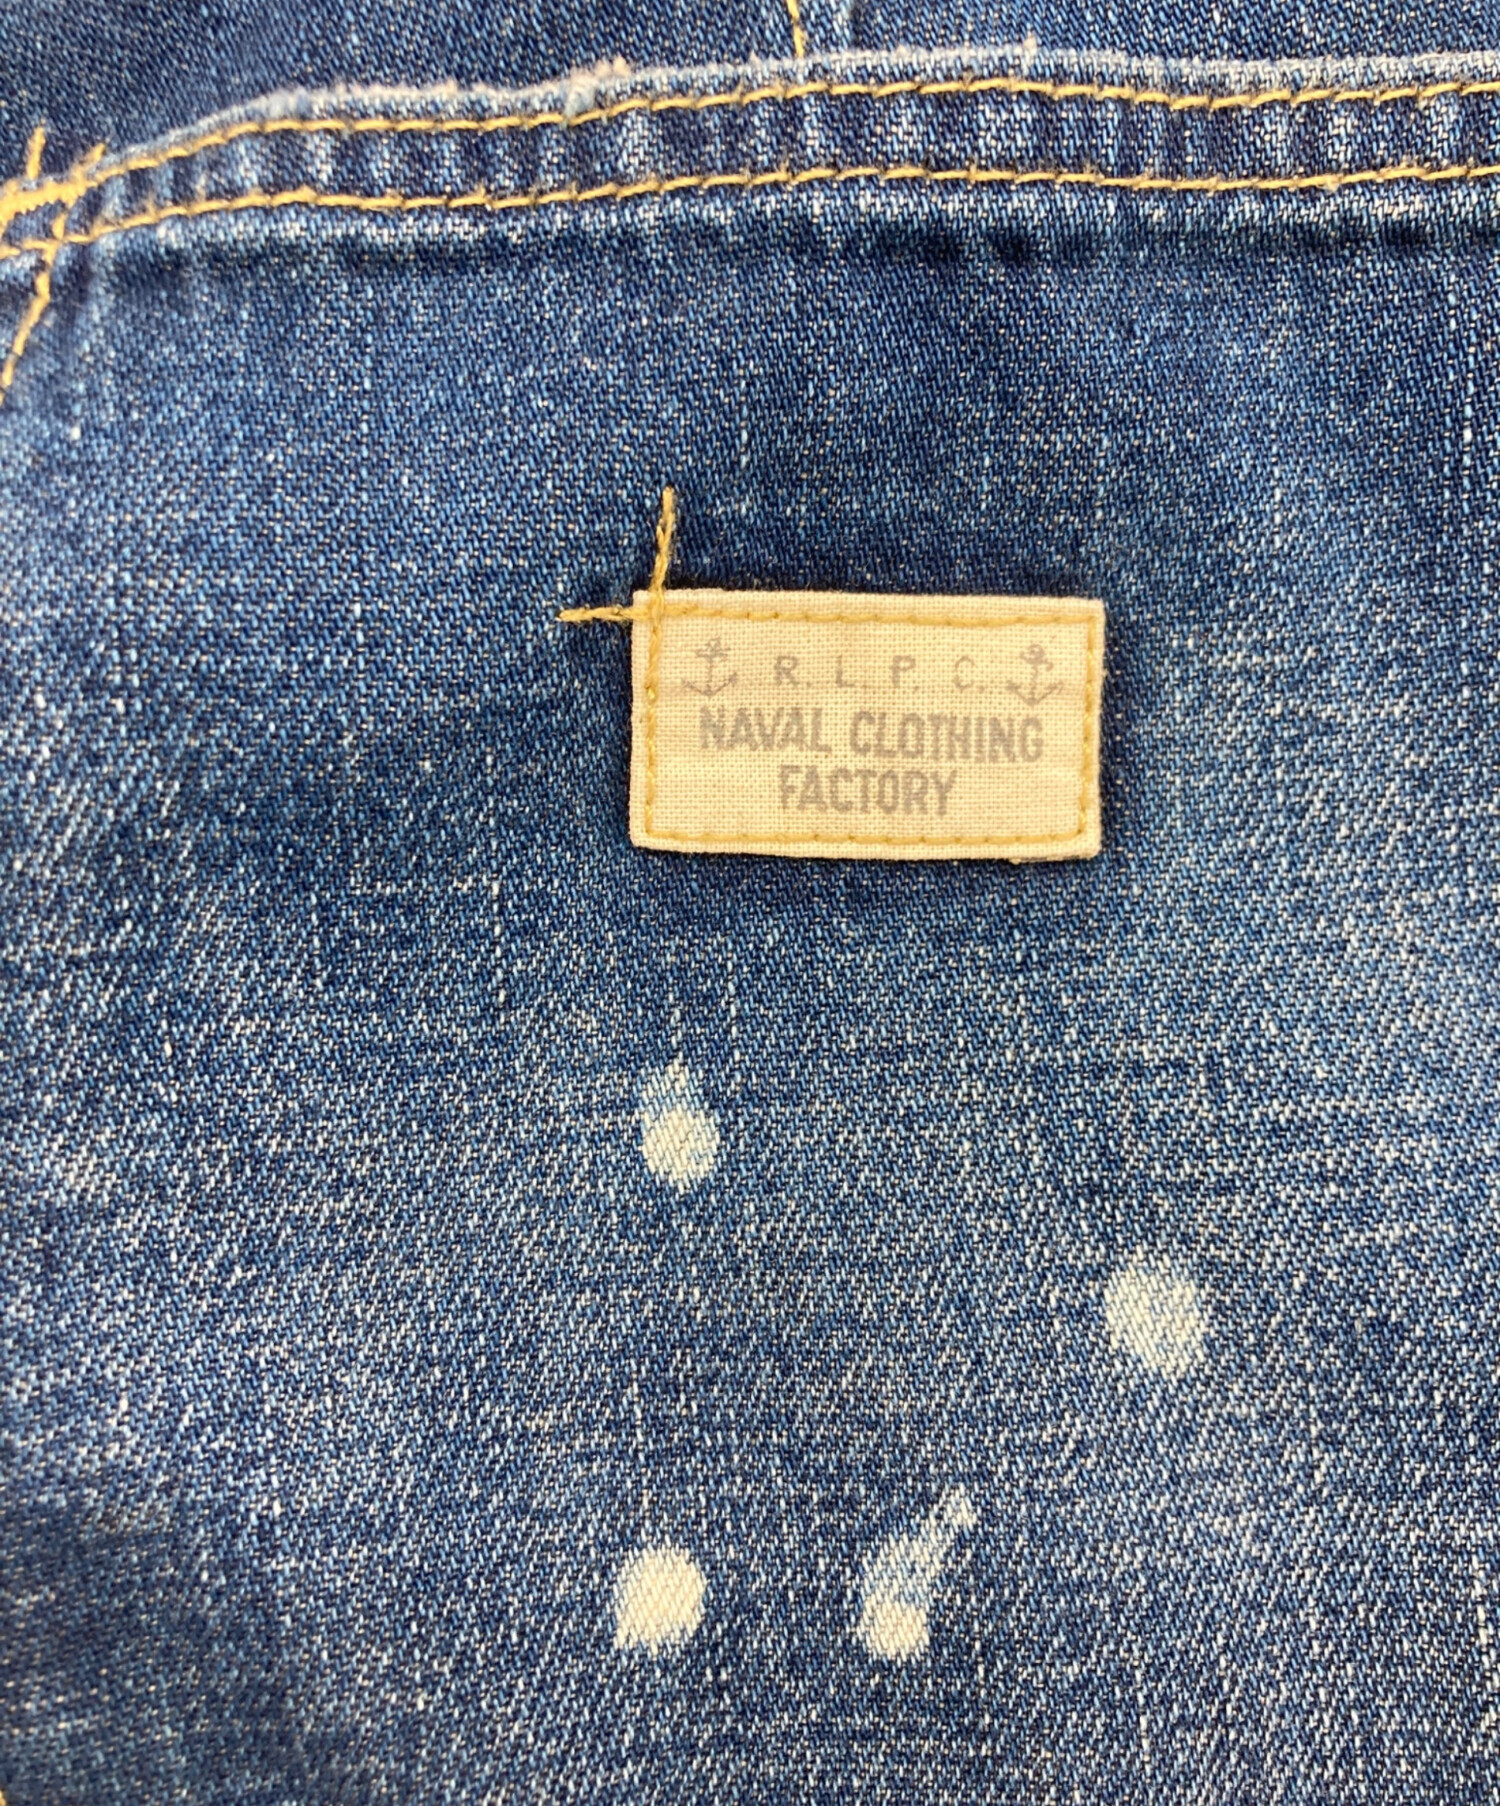 R. L. P. C.
NAVAL CLOTHING
FACTORY